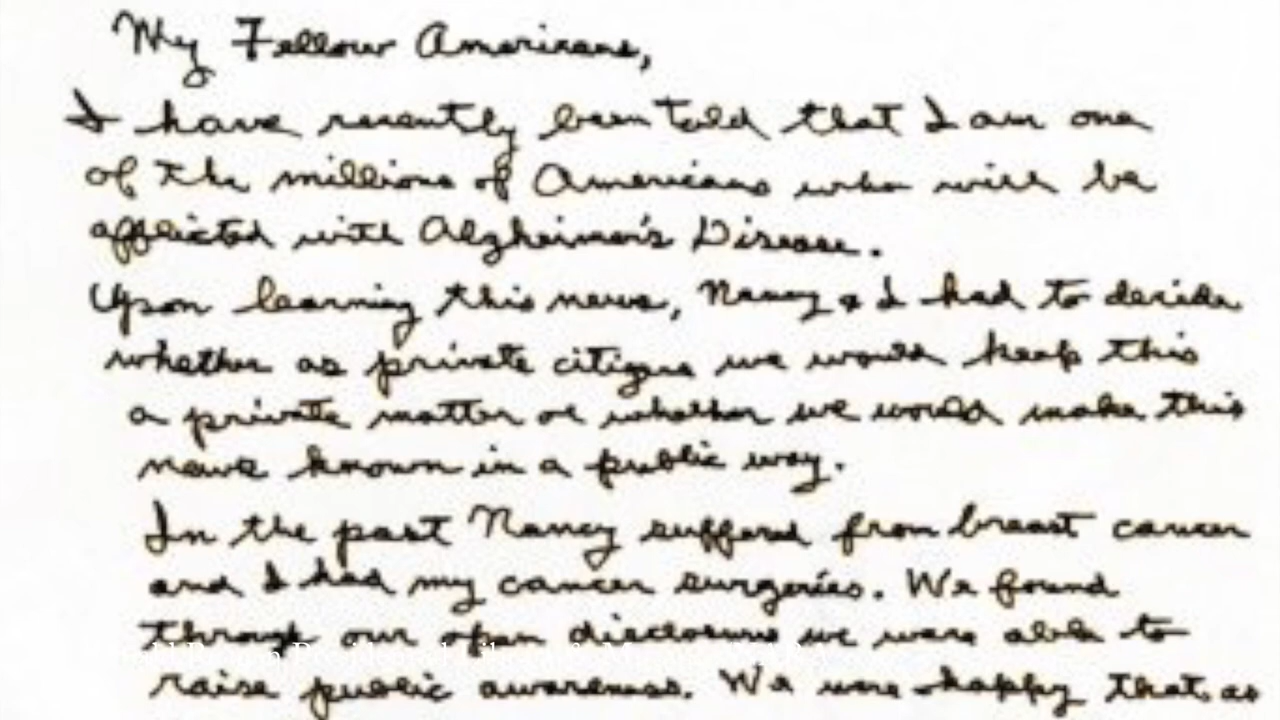 My Fellow Americans,
I have recently been told that I am one
of the millions of Americans who will be
afflicted with Alzheimer's Disease.
Upon learning this news, Nancy & I had to decide
whether as private citizens we would keep this
a private matter or whether we would make this
news known in a public way.
In the past Nancy suffered from breast cancer
and I had my cancer surgeries. We found
through our open disclosures we were able to
raise public awareness. We were happy that as